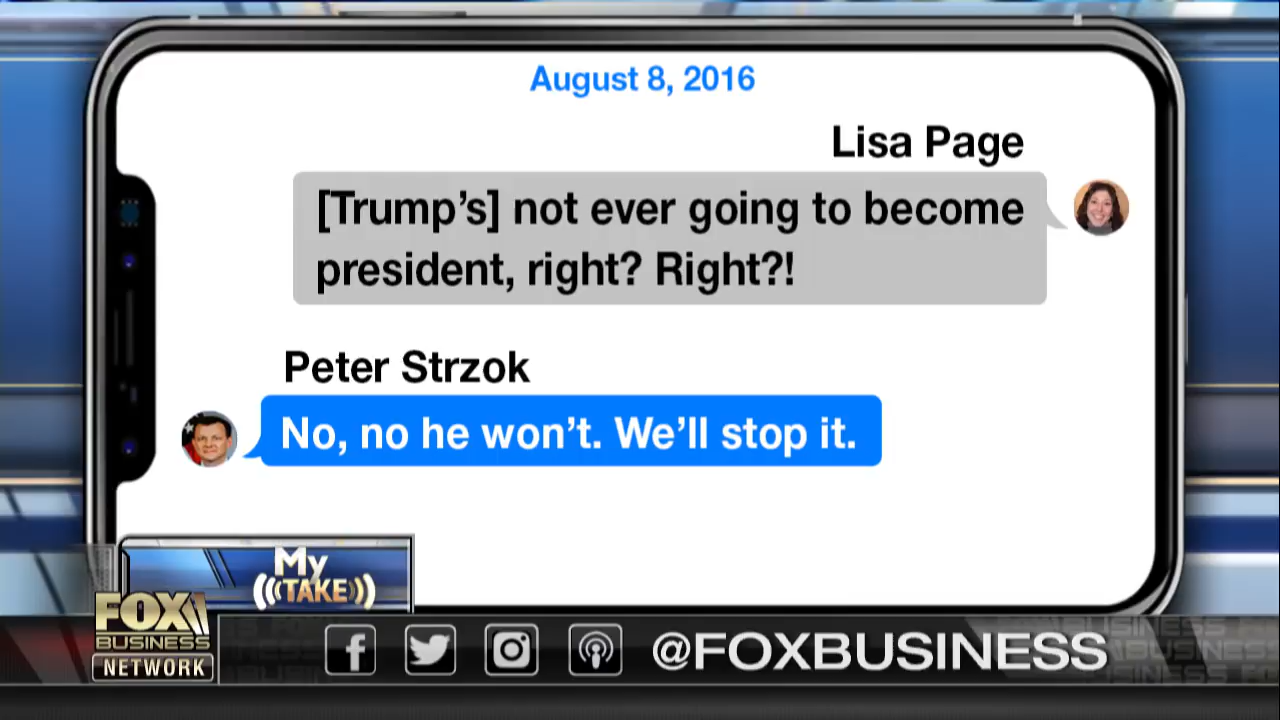 August 8, 2016
Lisa Page
[Trump's] not ever going to become
president, right? Right?!
Peter Strzok
No, no he won't. We'll stop it.
My
TAKE
FOX
BUSINESS
NETWORK
@FOXBUSINESS